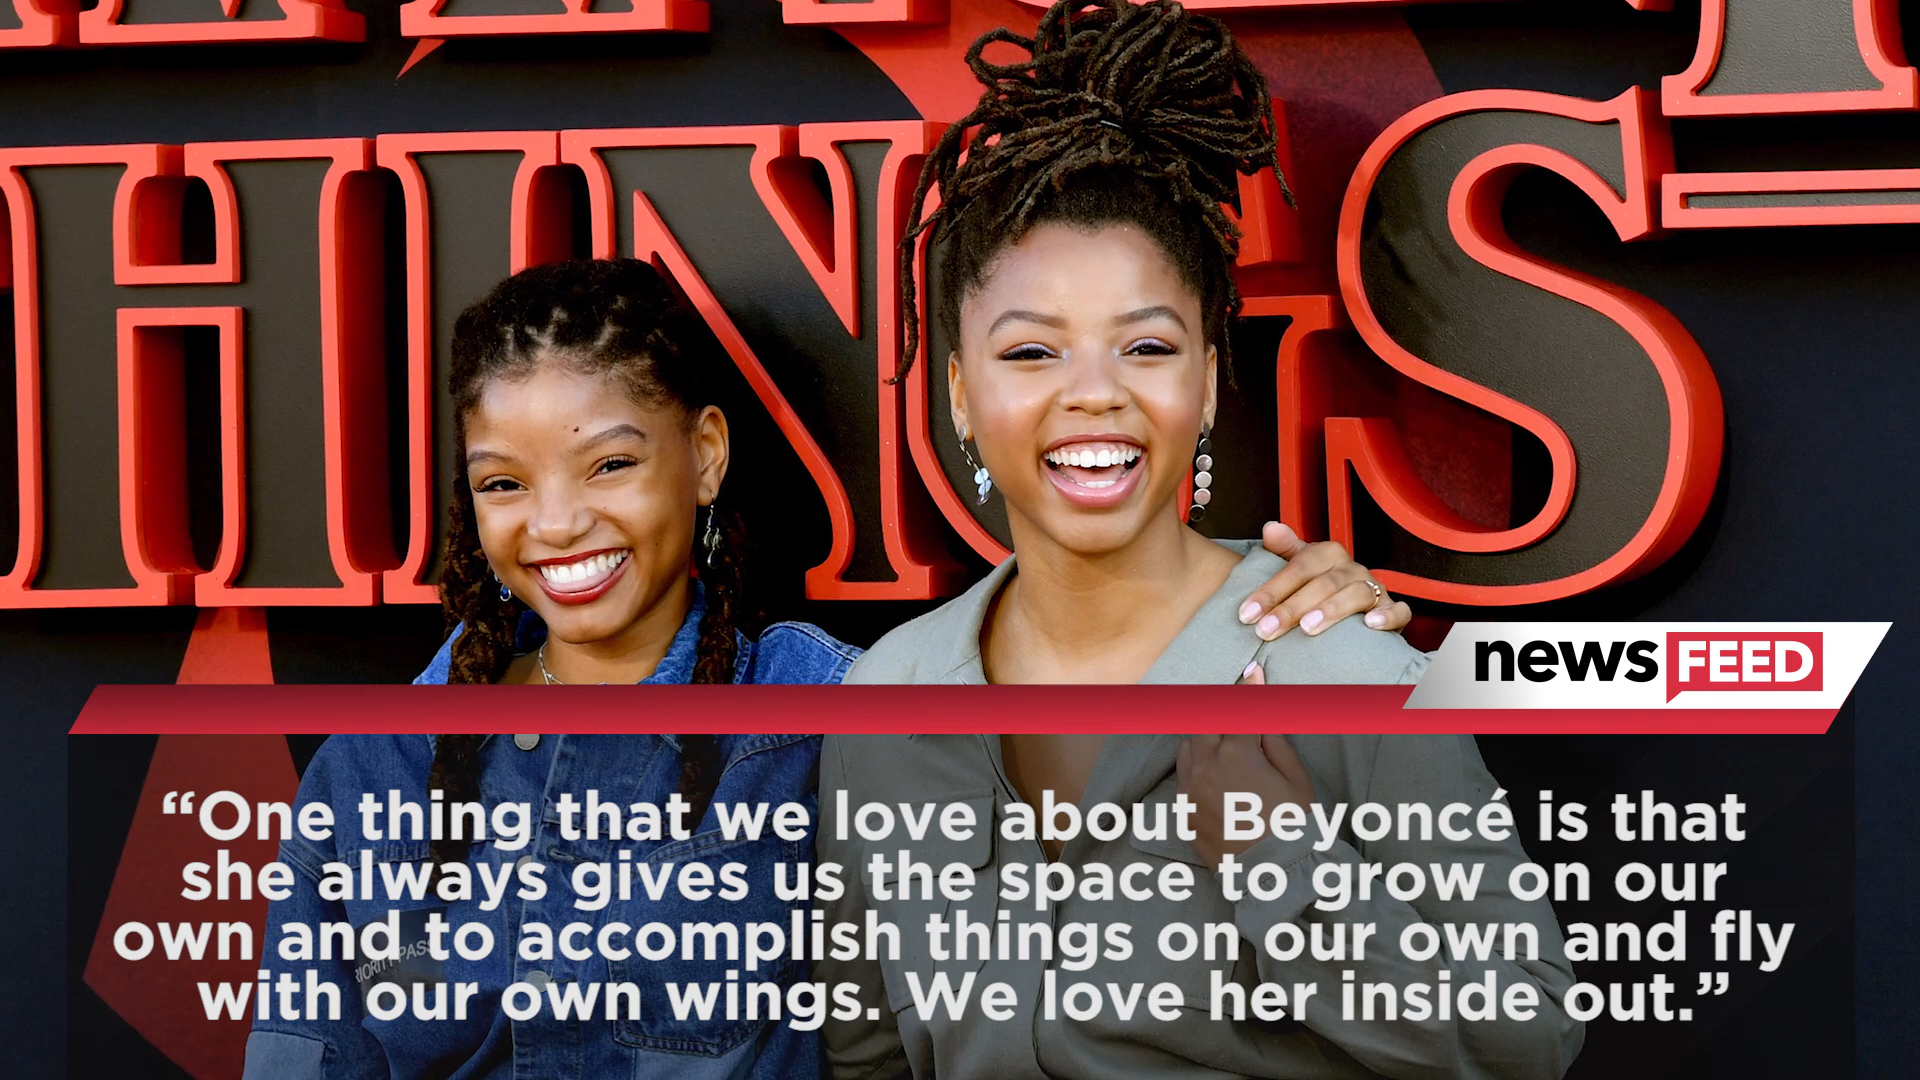 HINGS
news FEED
“One thing that we love about Beyoncé is that
she always gives us the space to grow on our
own and to accomplish things on our own and fly
with our own wings. We love her inside out.”